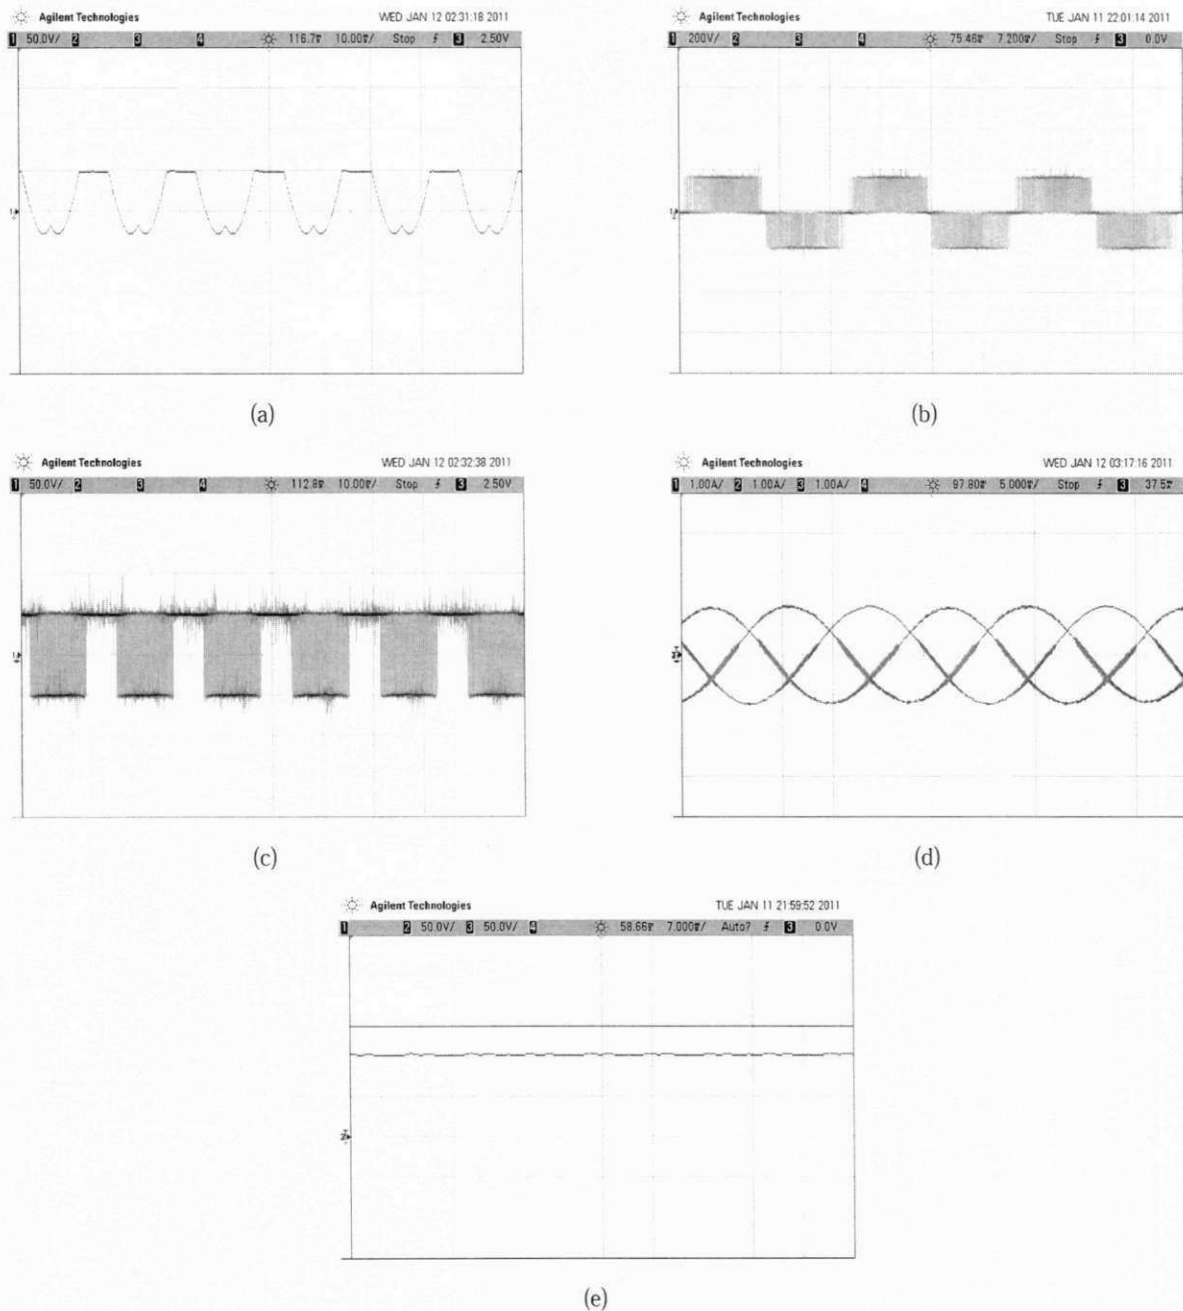 Agilent Technologies WED JAN 12 02:31:18 2011
1 50.0V/ 2 3 4 116.7 10.00 / Stop 3 2.50V
(a)
Agilent Technologies TUE JAN 11 22:01:14 2011
1 200V/ 2 3 4 75.46 7.200 / Stop 3 0.0V
(b)
Agilent Technologies WED JAN 12 02:32:38 2011
1 50.0V/ 2 3 4 112.8 10.00 / Stop 3 2.50V
(c)
Agilent Technologies WED JAN 12 03:17:16 2011
1 1.00A/ 2 1.00A/ 3 1.00A/ 4 97.80 5.000 / Stop 3 37.5
(d)
Agilent Technologies TUE JAN 11 21:59:52 2011
1 2 50.0V/ 3 50.0V/ 4 58.66 7.000 / Auto? 3 0.0V
(e)